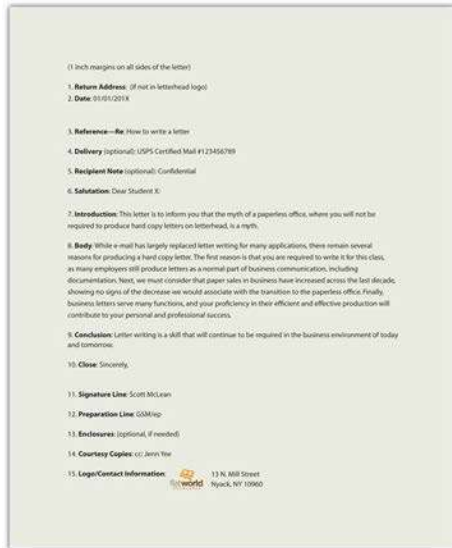 (1 inch margins on all sides of the letter)
1. Return Address: (if not in letterhead logo)
2. Date: 01/01/201X
3. Reference—Re: How to write a letter
4. Delivery (optional): USPS Certified Mail #123456789
5. Recipient Note (optional): Confidential
6. Salutation: Dear Student X:
7. Introduction: This letter is to inform you that the myth of a paperless office, where you will not be
required to produce hard copy letters on letterhead, is a myth.
8. Body: While e-mail has largely replaced letter writing for many applications, there remain several
reasons for producing a hard copy letter. The first reason is that you are required to write it for this class,
as many employers still produce letters as a normal part of business communication, including
documentation. Next, we must consider that paper sales in business have increased across the last decade,
showing no signs of the decrease we would associate with the transition to the paperless office. Finally,
business letters serve many functions, and your proficiency in their efficient and effective production will
contribute to your personal and professional success.
9. Conclusion: Letter writing is a skill that will continue to be required in the business environment of today
and tomorrow.
10. Close: Sincerely,
11. Signature Line: Scott McLean
12. Preparation Line: GSM/ep
13. Enclosures: (optional, if needed)
14. Courtesy Copies: cc: Jenn Yee
15. Logo/Contact Information:
flatworld
13 N. Mill Street
Nyack, NY 10960